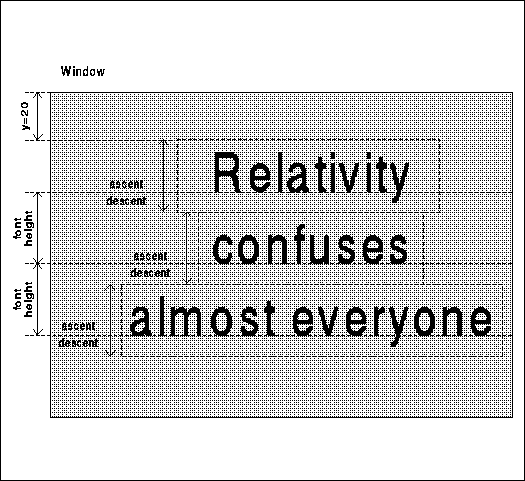 Window
y=20
Relativity
ascent
descent
font
height
confuses
ascent
descent
font
height
almost everyone
ascent
descent